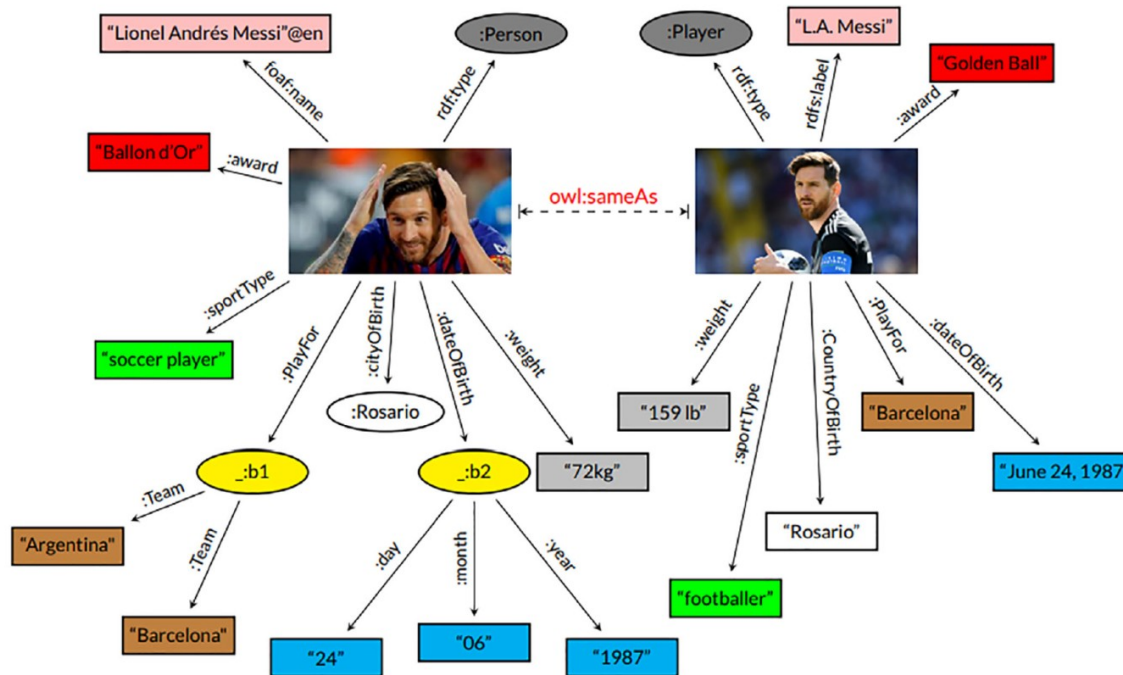 “Lionel Andrés Messi”@en
:Person
:Player
“L.A. Messi”
“Golden Ball”
foaf:name
rdf:type
rdf:type
rdfs:label
:award
“Ballon d’Or”
:award
owl:sameAs
:sportType
:PlayFor
:cityOfBirth
:dateOfBirth
:weight
:weight
:sportType
:CountryOfBirth
:PlayFor
:dateOfBirth
“soccer player”
:Rosario
“159 lb”
“Barcelona”
_:b1
_:b2
“72kg”
“June 24, 1987
:Team
:Team
“Argentina”
:day
:month
:year
“Rosario”
“footballer”
“Barcelona”
“24”
“06”
“1987”